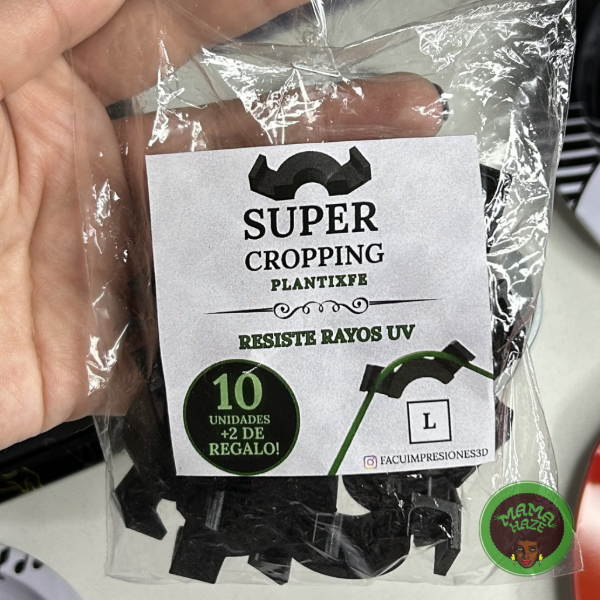 SUPER
CROPPING
PLANTIXFE
RESISTE RAYOS UV
10
UNIDADES
+2 DE
REGALO!
L
FACUIMPRESIONES3D
MAMA
HAZE